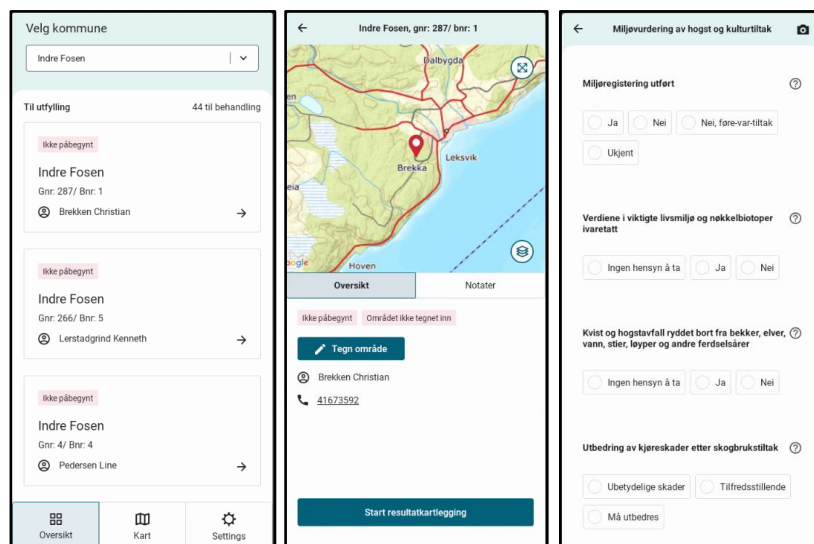 Velg kommune
Indre Fosen
Til utfylling
44 til behandling
Ikke påbegynt
Indre Fosen
Gnr: 287/ Bnr: 1
Brekken Christian
Ikke påbegynt
Indre Fosen
Gnr: 266/ Bnr: 5
Lerstadgrind Kenneth
Ikke påbegynt
Indre Fosen
Gnr: 4/ Bnr: 4
Pedersen Line
Oversikt
Kart
Settings
Indre Fosen, gnr: 287/ bnr: 1
Dalbygda
Leksvik
Brekka
Hoven
Oversikt
Notater
Ikke påbegynt
Området ikke tegnet inn
Tegn område
Brekken Christian
41673592
Start resultatkartlegging
Miljøvurdering av hogst og kulturtiltak
Miljøregistering utført
Ja
Nei
Nei, føre-var-tiltak
Ukjent
Verdiene i viktigte livsmiljø og nøkkelbiotoper
ivaretatt
Ingen hensyn å ta
Ja
Nei
Kvist og hogstavfall ryddet bort fra bekker, elver,
vann, stier, løyper og andre ferdselsårer
Ingen hensyn å ta
Ja
Nei
Utbedring av kjøreskader etter skogbrukstiltak
Ubetydelige skader
Tilfredsstillende
Må utbedres